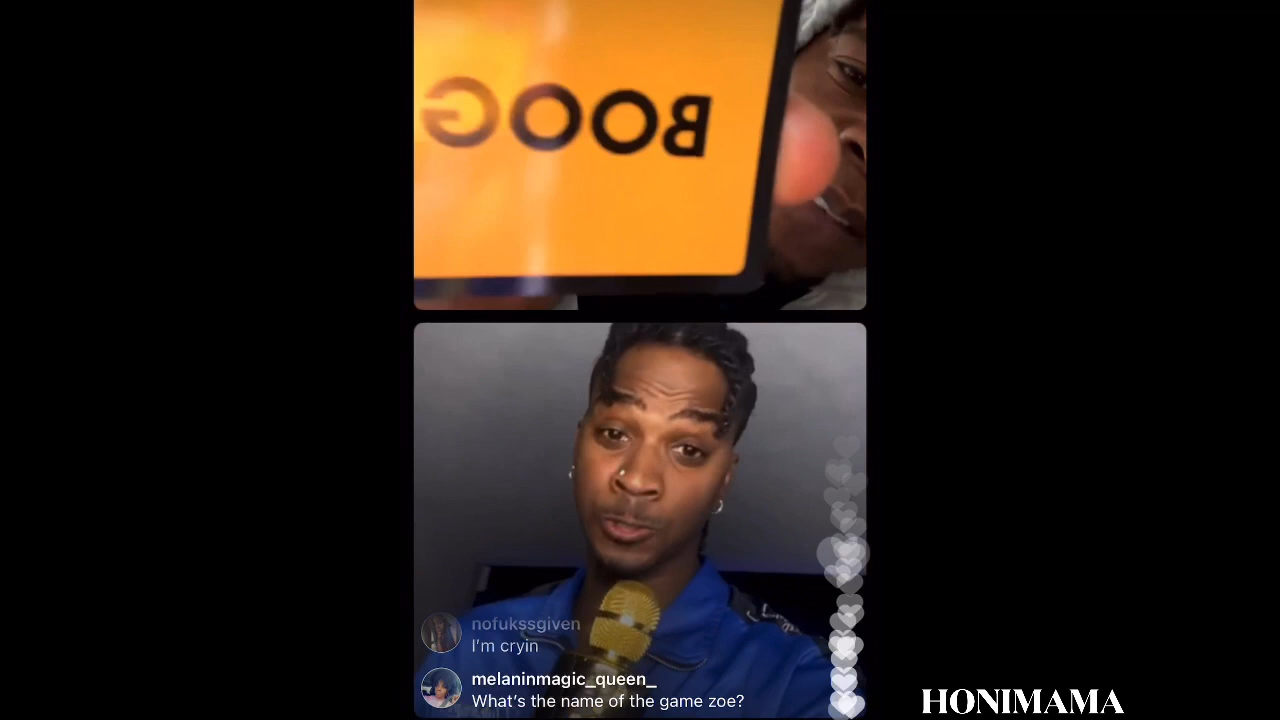 BOOG
nofukssgiven
I'm cryin
melaninmagic_queen_
What's the name of the game zoe?
HONIMAMA